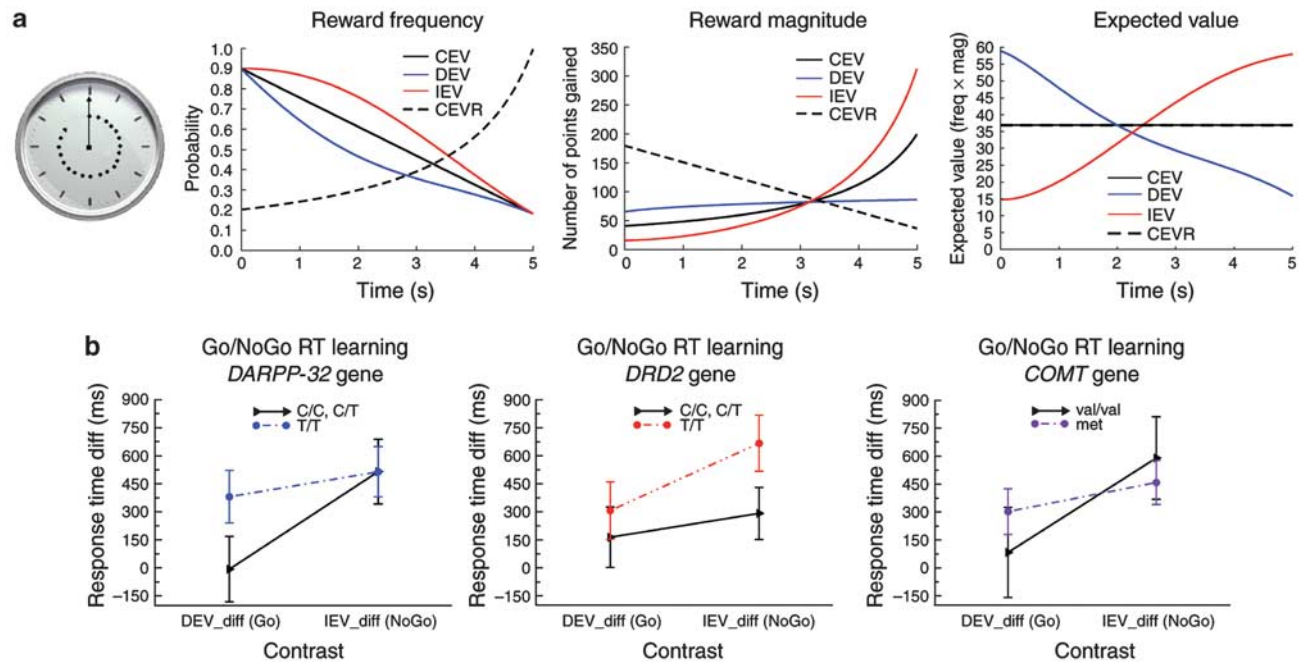 a
Reward frequency
Reward magnitude
Expected value
Probability
1.0
0.9
0.8
0.7
0.6
0.5
0.4
0.3
0.2
0.1
0.0
CEV
DEV
IEV
CEVR
0 1 2 3 4 5
Time (s)
Number of points gained
350
300
250
200
150
100
50
0
CEV
DEV
IEV
CEVR
0 1 2 3 4 5
Time (s)
Expected value (freq × mag)
60
55
50
45
40
35
30
25
20
15
10
5
0
CEV
DEV
IEV
CEVR
0 1 2 3 4 5
Time (s)
b
Go/NoGo RT learning
DARPP-32 gene
Response time diff (ms)
900
750
600
450
300
150
0
−150
C/C, C/T
T/T
DEV_diff (Go) IEV_diff (NoGo)
Contrast
Go/NoGo RT learning
DRD2 gene
Response time diff (ms)
900
750
600
450
300
150
0
−150
C/C, C/T
T/T
DEV_diff (Go) IEV_diff (NoGo)
Contrast
Go/NoGo RT learning
COMT gene
Response time diff (ms)
900
750
600
450
300
150
0
−150
val/val
met
DEV_diff (Go) IEV_diff (NoGo)
Contrast